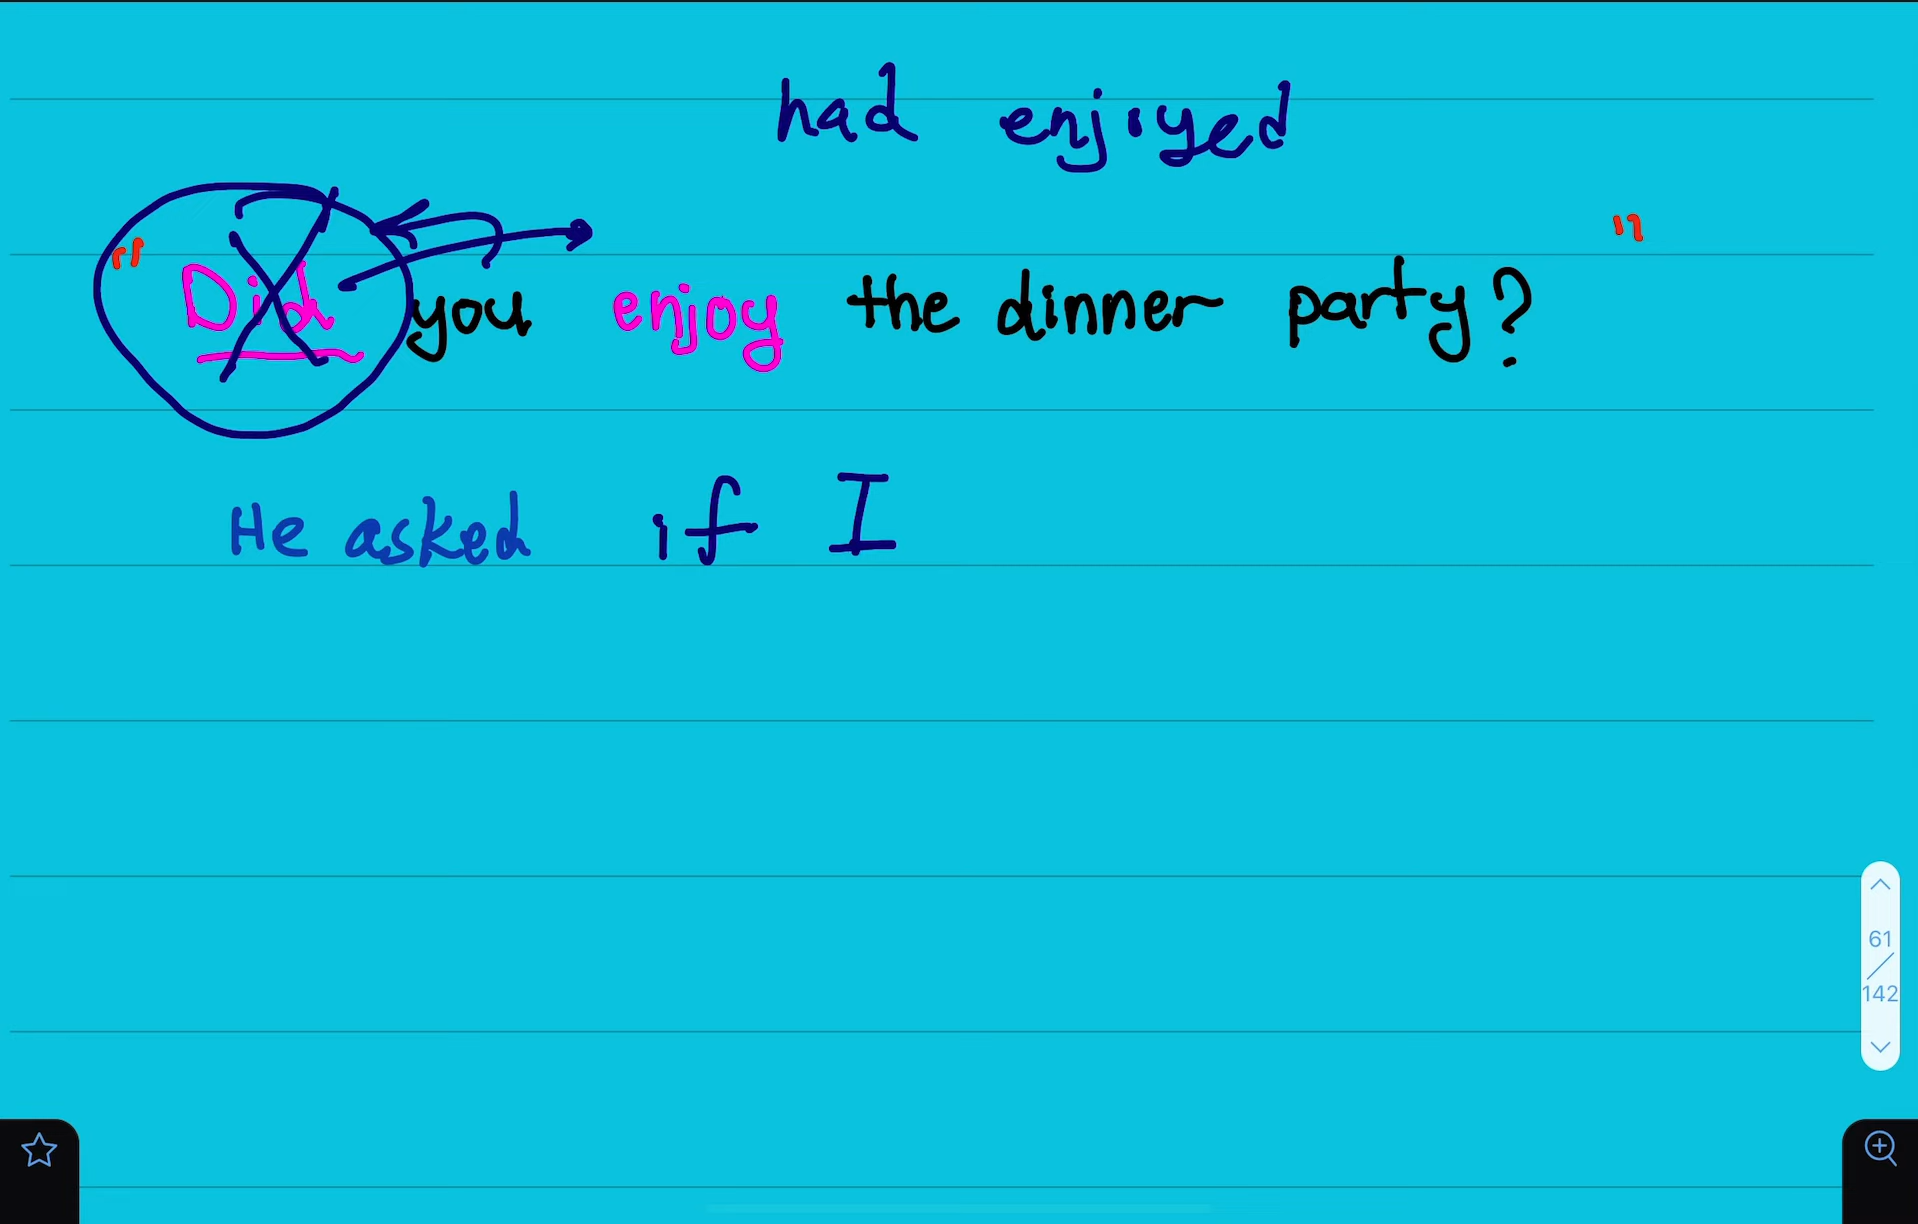 had enjoyed
"Did you enjoy the dinner party? "
He asked if I
61
142